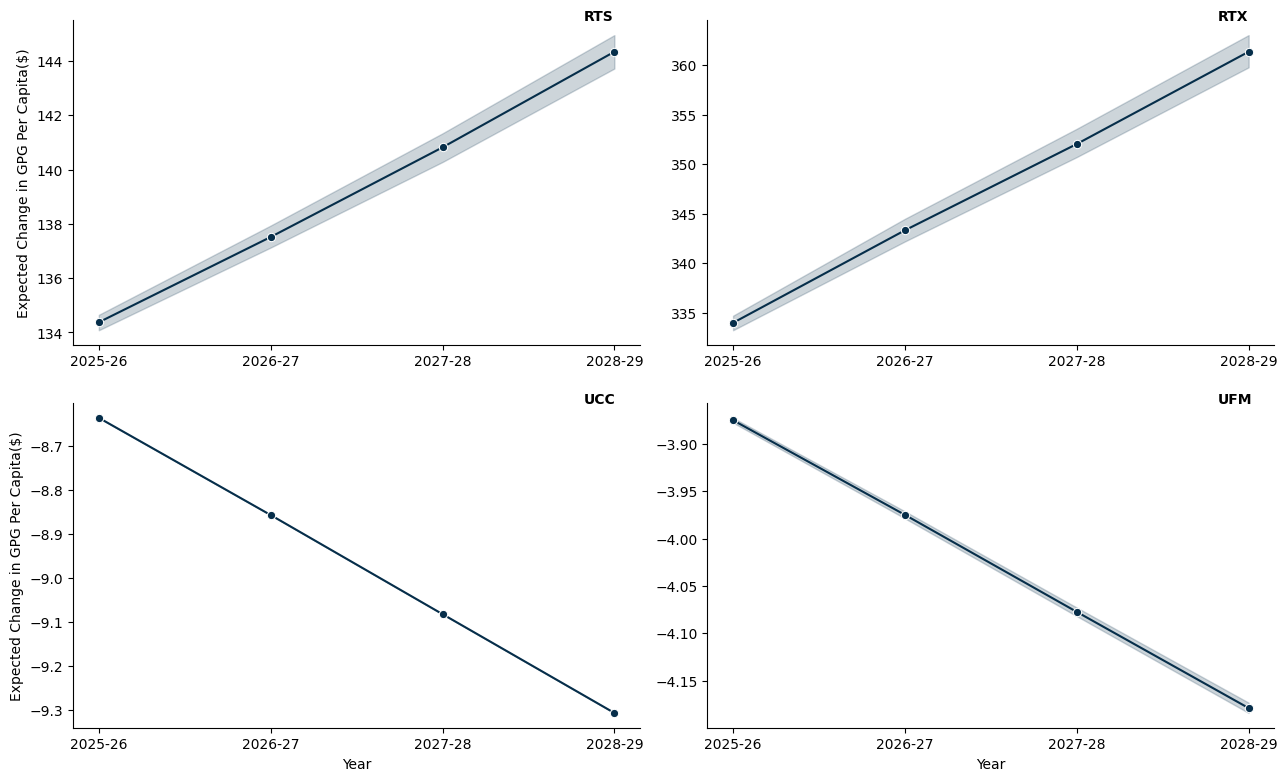 RTS
Expected Change in GPG Per Capita($)
144
142
140
138
136
134
2025-26 2026-27 2027-28 2028-29
RTX
360
355
350
345
340
335
2025-26 2026-27 2027-28 2028-29
UCC
Expected Change in GPG Per Capita($)
−8.7
−8.8
−8.9
−9.0
−9.1
−9.2
−9.3
2025-26 2026-27 2027-28 2028-29
Year
UFM
−3.90
−3.95
−4.00
−4.05
−4.10
−4.15
2025-26 2026-27 2027-28 2028-29
Year